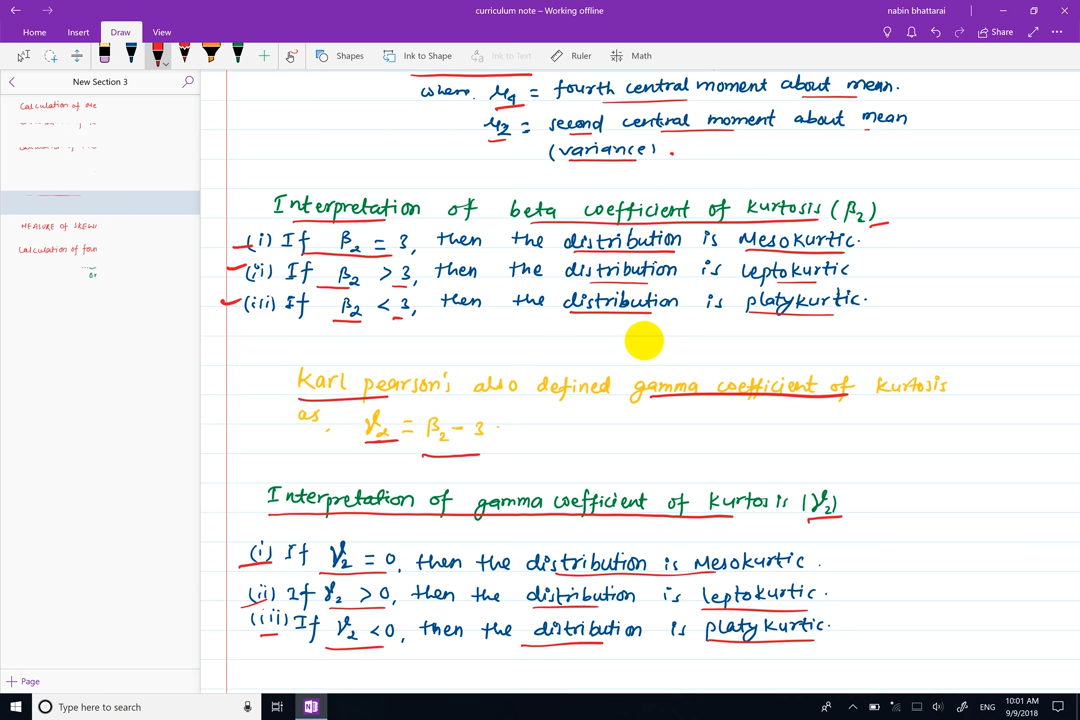 curriculum note – Working offline
nabin bhattarai
Home Insert Draw View
Share
Shapes Ink to Shape Ink to Text Ruler Math
New Section 3
Calculation of Me
MEASURE of SKEW
Calculation of fou
where, μ4 = fourth central moment about mean.
μ2 = second central moment about mean
(variance).
Interpretation of beta coefficient of kurtosis (β2)
(i) If β2 = 3, then the distribution is Mesokurtic.
(ii) If β2 > 3, then the distribution is leptokurtic
(iii) If β2 < 3, then the distribution is platykurtic.
Karl pearson's also defined gamma coefficient of kurtosis
as, γ2 = β2 – 3.
Interpretation of gamma coefficient of kurtosis (γ2)
(i) If γ2 = 0, then the distribution is Mesokurtic.
(ii) If γ2 > 0, then the distribution is leptokurtic.
(iii) If γ2 < 0, then the distribution is platykurtic.
Page
Type here to search
ENG
10:01 AM
9/9/2018